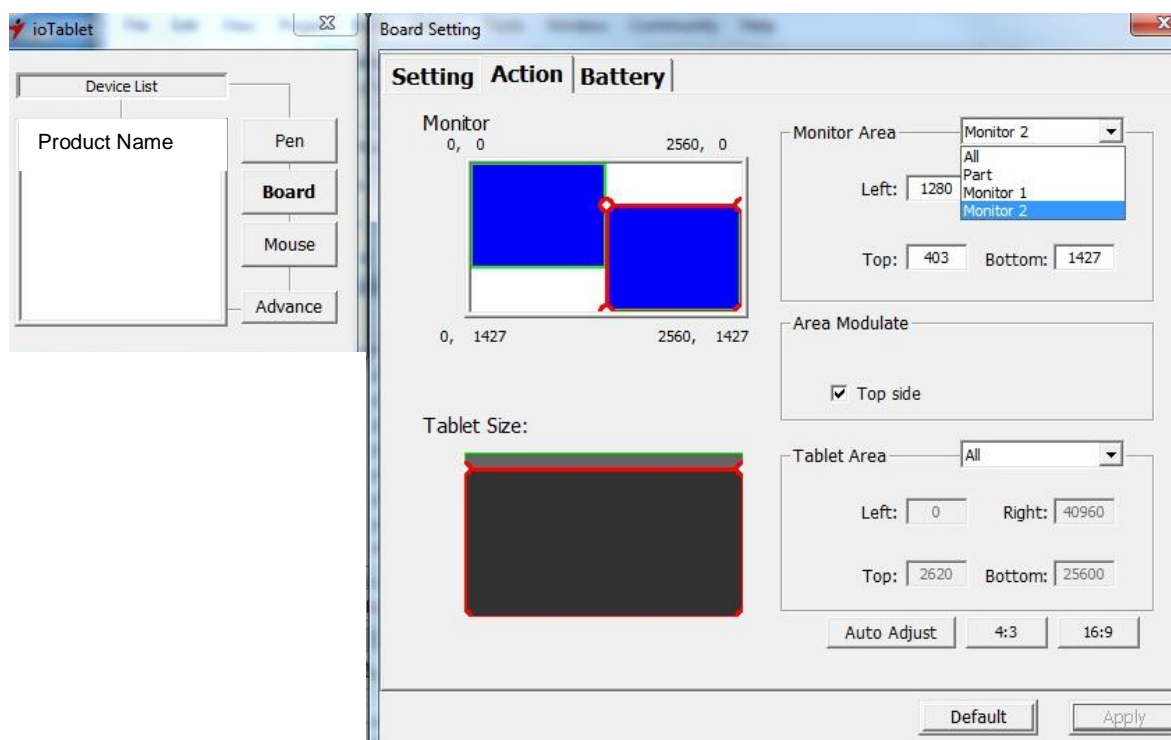 ioTablet
Device List
Product Name
Pen
Board
Mouse
Advance
Board Setting
Setting Action Battery
Monitor
0, 0 2560, 0
0, 1427 2560, 1427
Tablet Size:
Monitor Area Monitor 2
All
Part
Monitor 1
Monitor 2
Left: 1280
Top: 403 Bottom: 1427
Area Modulate
Top side
Tablet Area All
Left: 0 Right: 40960
Top: 2620 Bottom: 25600
Auto Adjust 4:3 16:9
Default Apply